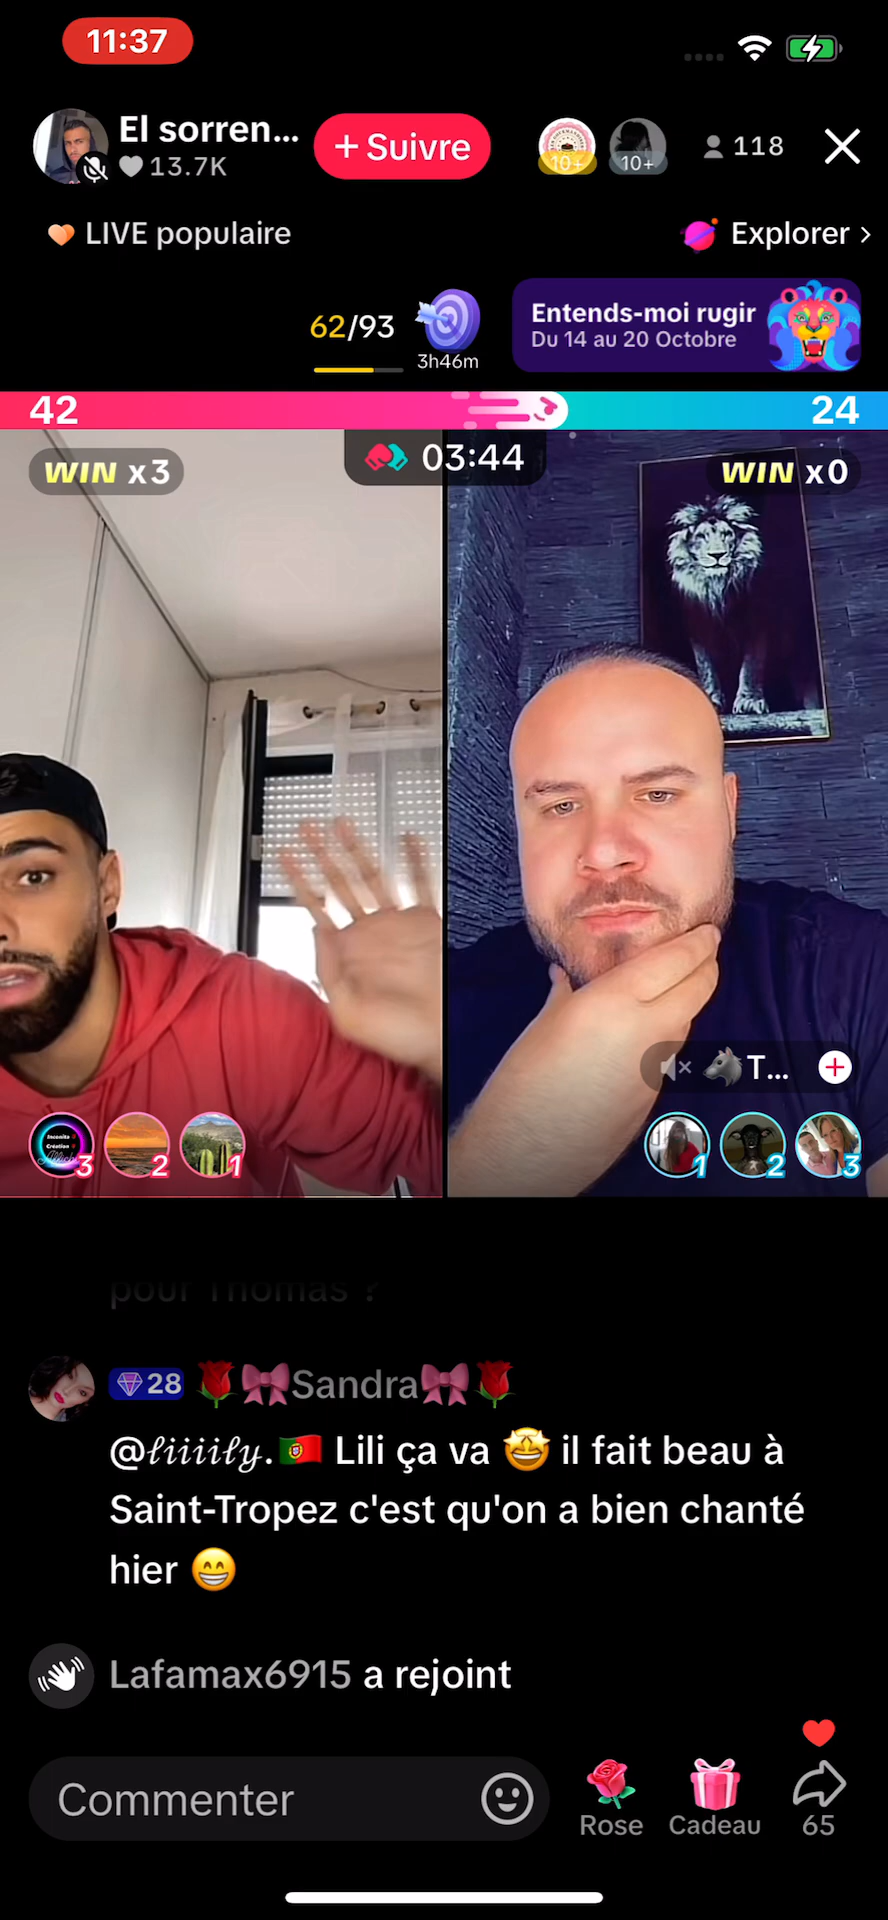 11:37
El sorren...
13.7K
+ Suivre
10+
10+
118
LIVE populaire
Explorer >
62/93
3h46m
Entends-moi rugir
Du 14 au 20 Octobre
42
24
WIN x3
03:44
WIN x0
T...
3
2
1
1
2
3
pour Thomas ?
28 🌹🎀Sandra🎀🌹
@ℓ𝒾𝒾𝒾𝒾ℓ𝓎.🇵🇹 Lili ça va 🤩 il fait beau à
Saint-Tropez c'est qu'on a bien chanté
hier 😁
Lafamax6915 a rejoint
Commenter
Rose
Cadeau
65